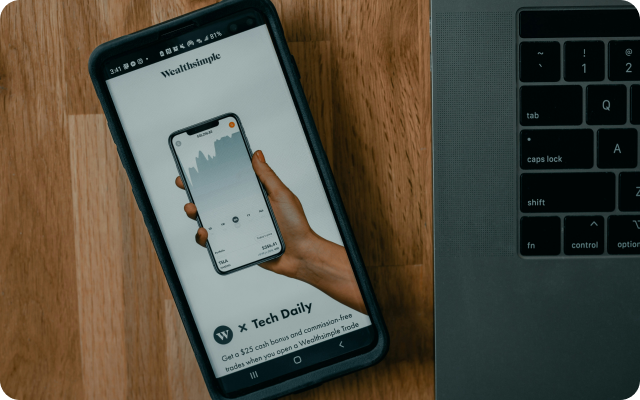 3:41
81%
Wealthsimple
W × Tech Daily
Get a $25 cash bonus and commission-free
trades when you open a Wealthsimple Trade
~
`
!
1
@
2
tab
Q
caps lock
A
shift
Z
fn
control
option